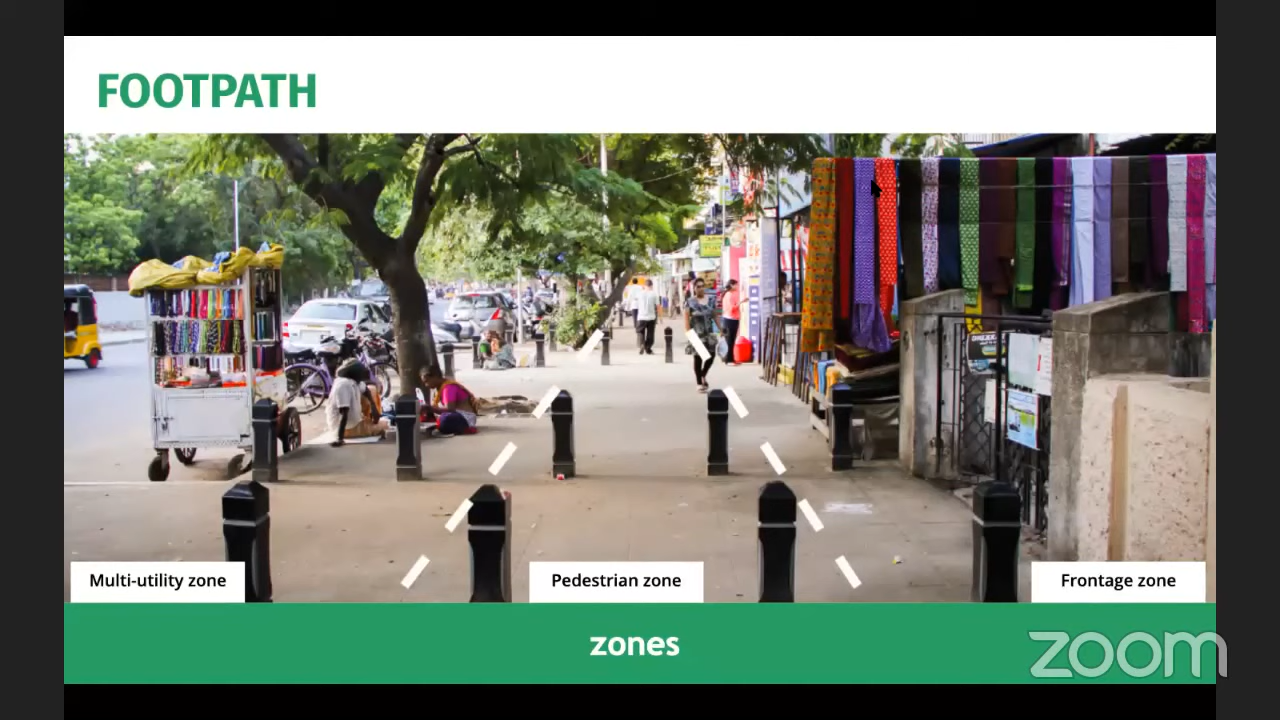 FOOTPATH
Multi-utility zone
Pedestrian zone
Frontage zone
zones
zoom